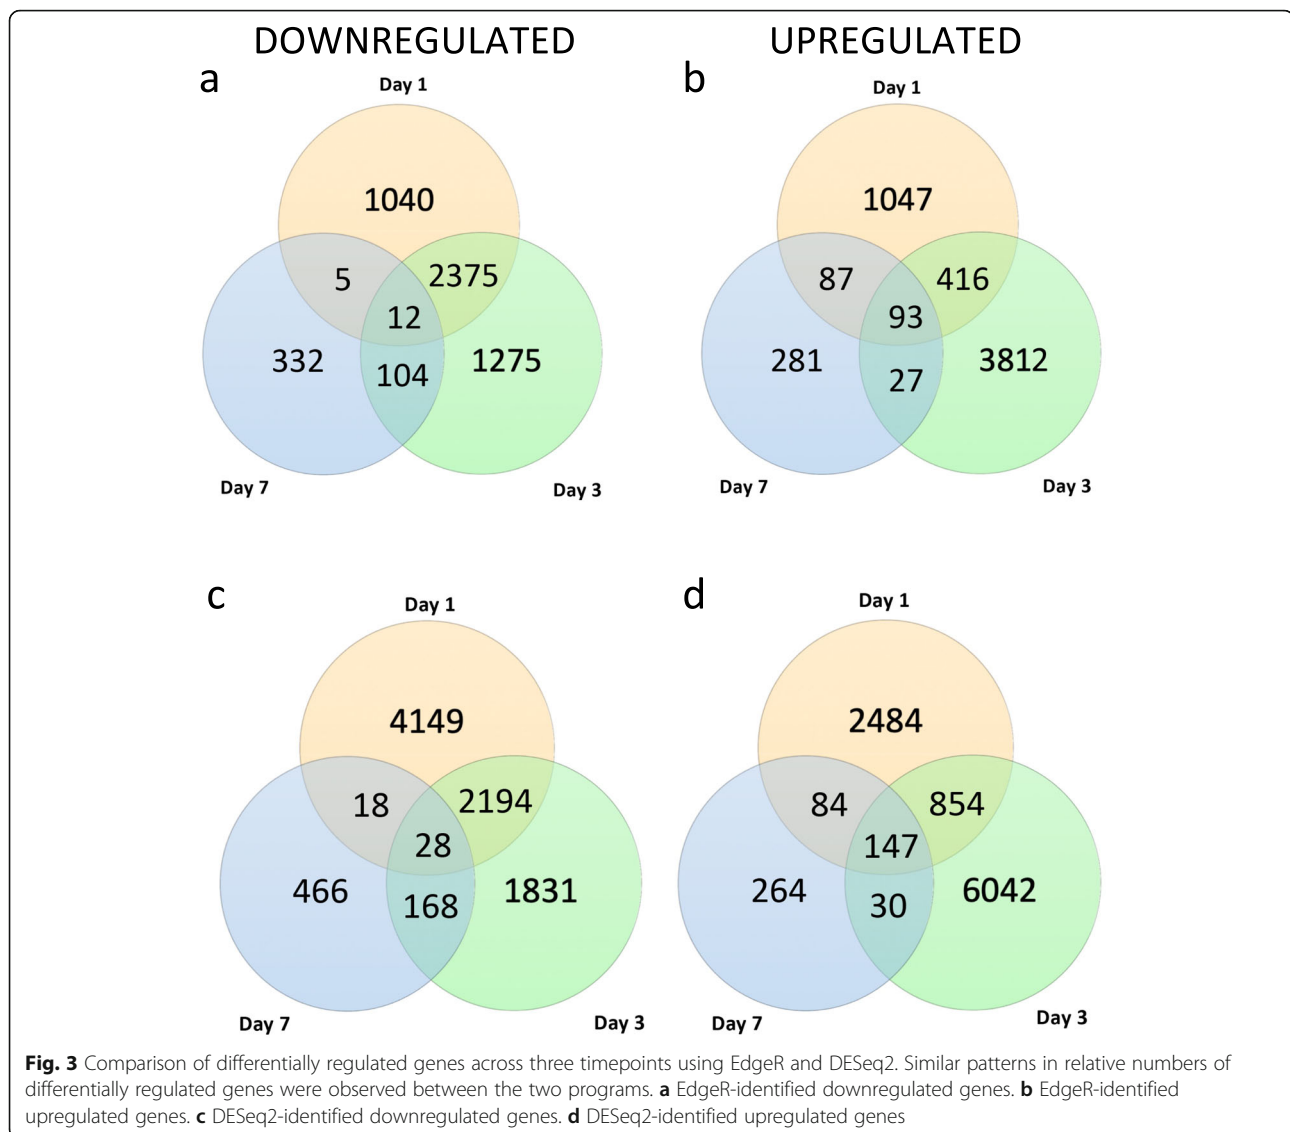 DOWNREGULATED
UPREGULATED
a
Day 1
1040
5
2375
12
332
104
1275
Day 7
Day 3
b
Day 1
1047
87
416
93
281
27
3812
Day 7
Day 3
c
Day 1
4149
18
2194
28
466
168
1831
Day 7
Day 3
d
Day 1
2484
84
854
147
264
30
6042
Day 7
Day 3
Fig. 3 Comparison of differentially regulated genes across three timepoints using EdgeR and DESeq2. Similar patterns in relative numbers of
differentially regulated genes were observed between the two programs. a EdgeR-identified downregulated genes. b EdgeR-identified
upregulated genes. c DESeq2-identified downregulated genes. d DESeq2-identified upregulated genes